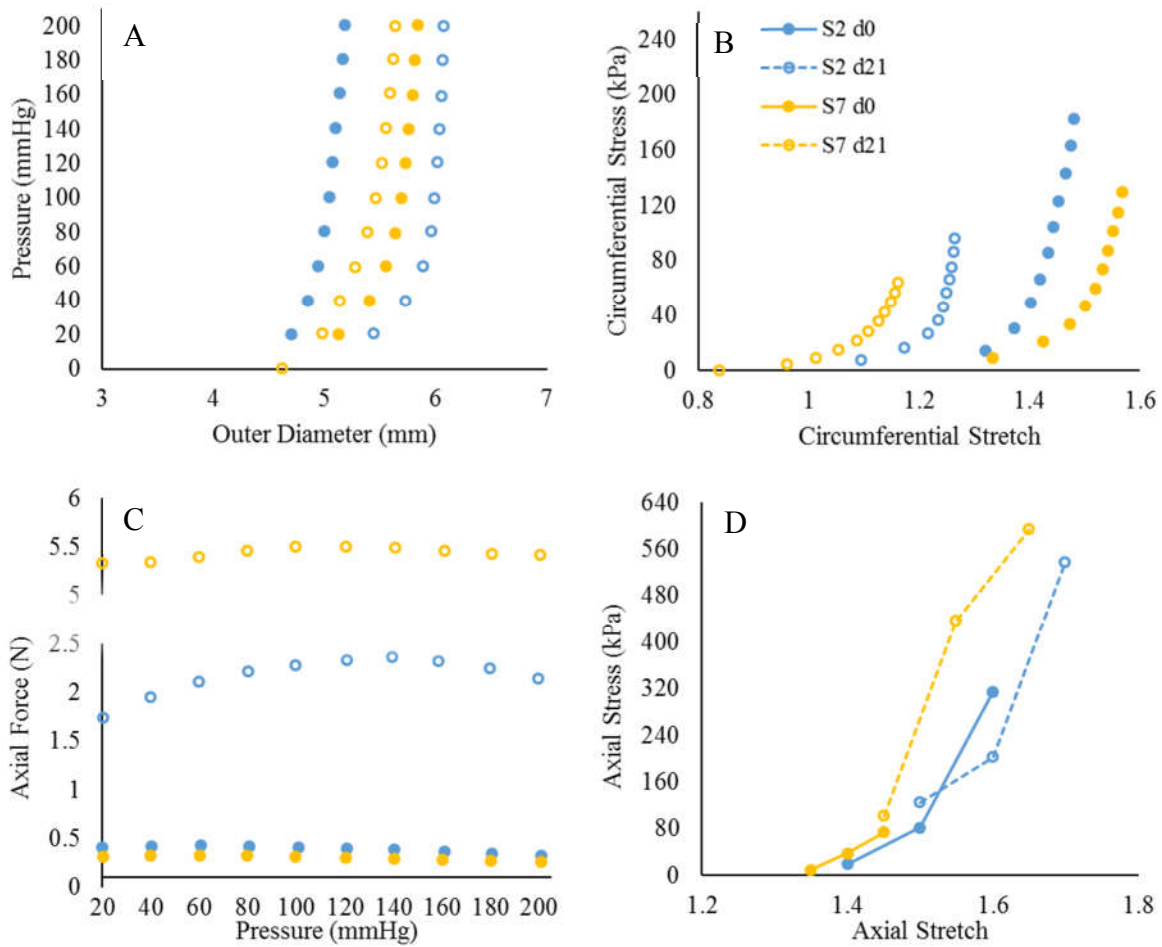 A
Pressure (mmHg)
200
180
160
140
120
100
80
60
40
20
0
3 4 5 6 7
Outer Diameter (mm)
B
S2 d0
S2 d21
S7 d0
S7 d21
Circumferential Stress (kPa)
240
200
160
120
80
40
0
0.8 1 1.2 1.4 1.6
Circumferential Stretch
C
Axial Force (N)
6
5.5
5
2.5
2
1.5
1
0.5
0
20 40 60 80 100 120 140 160 180 200
Pressure (mmHg)
D
Axial Stress (kPa)
640
560
480
400
320
240
160
80
0
1.2 1.4 1.6 1.8
Axial Stretch